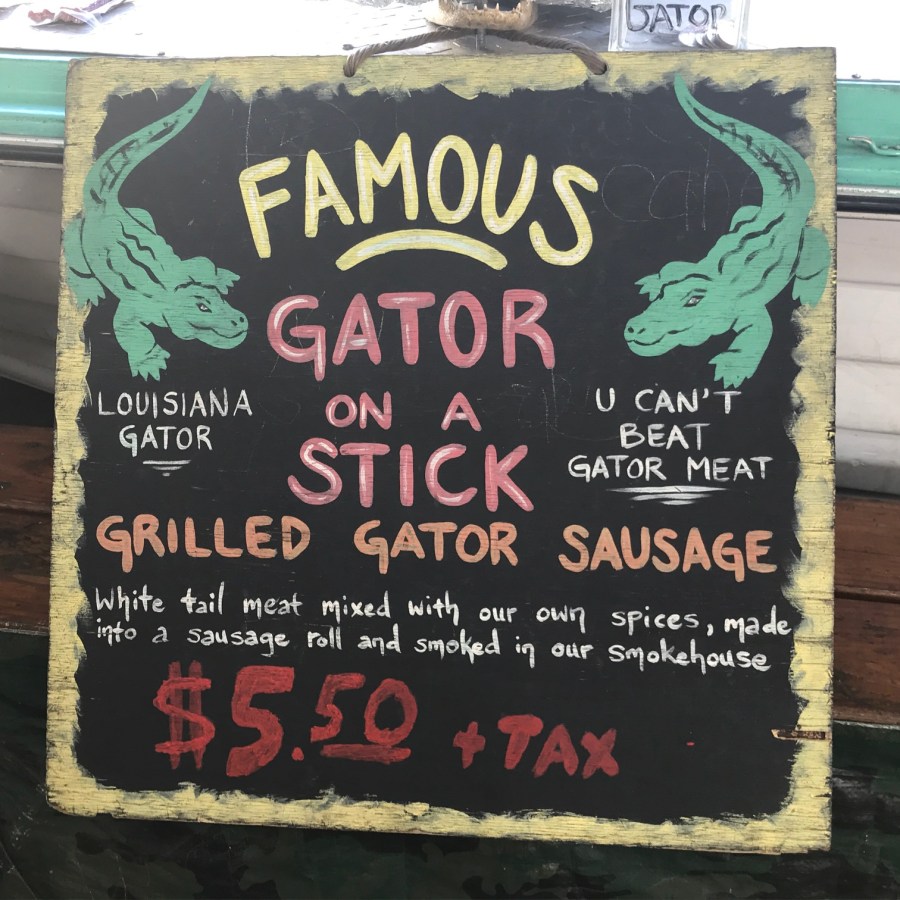 GATOR
FAMOUS
GATOR
ON A
STICK
LOUISIANA
GATOR
U CAN'T
BEAT
GATOR MEAT
GRILLED GATOR SAUSAGE
White tail meat mixed with our own spices, made
into a sausage roll and smoked in our smokehouse
$5.50 + TAX